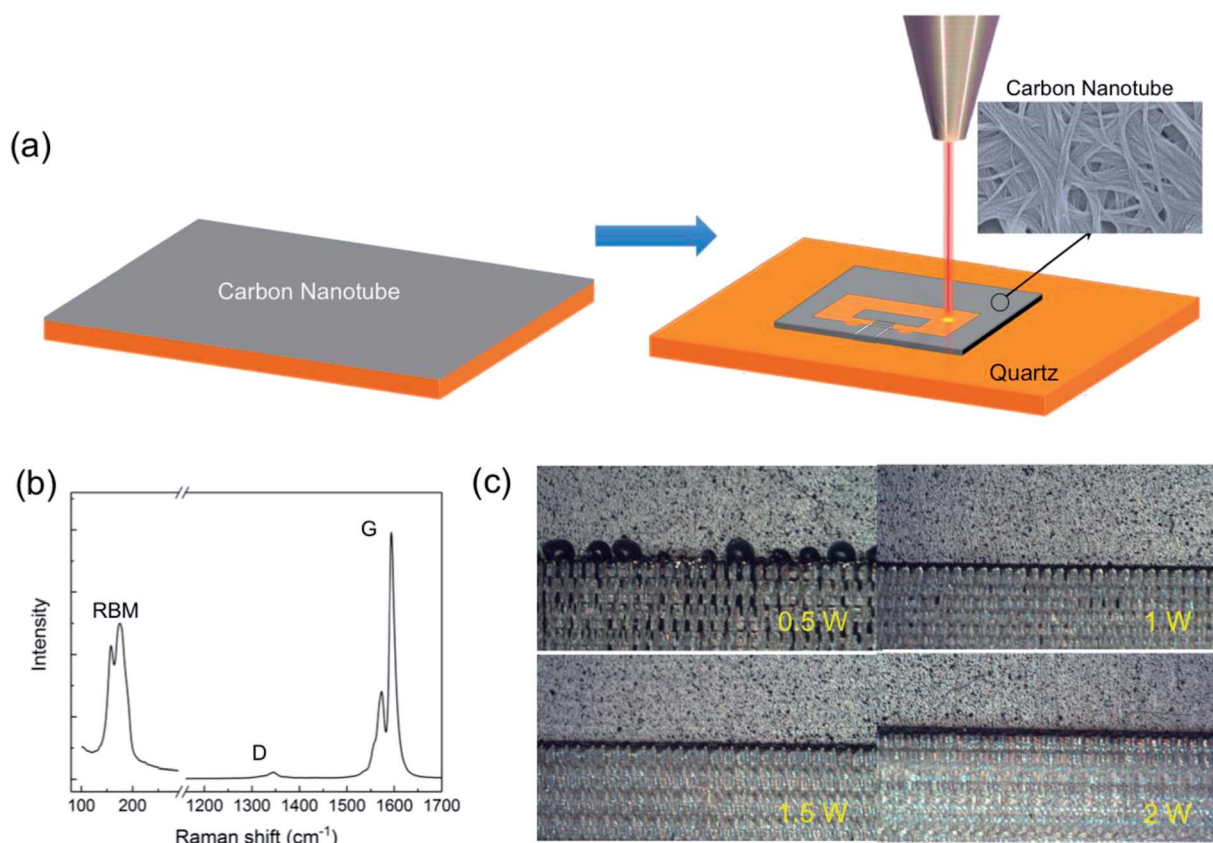 (a)
Carbon Nanotube
Carbon Nanotube
Quartz
(b)
Intensity
RBM
D
G
100 200 1200 1300 1400 1500 1600 1700
Raman shift (cm⁻¹)
(c)
0.5 W
1 W
1.5 W
2 W